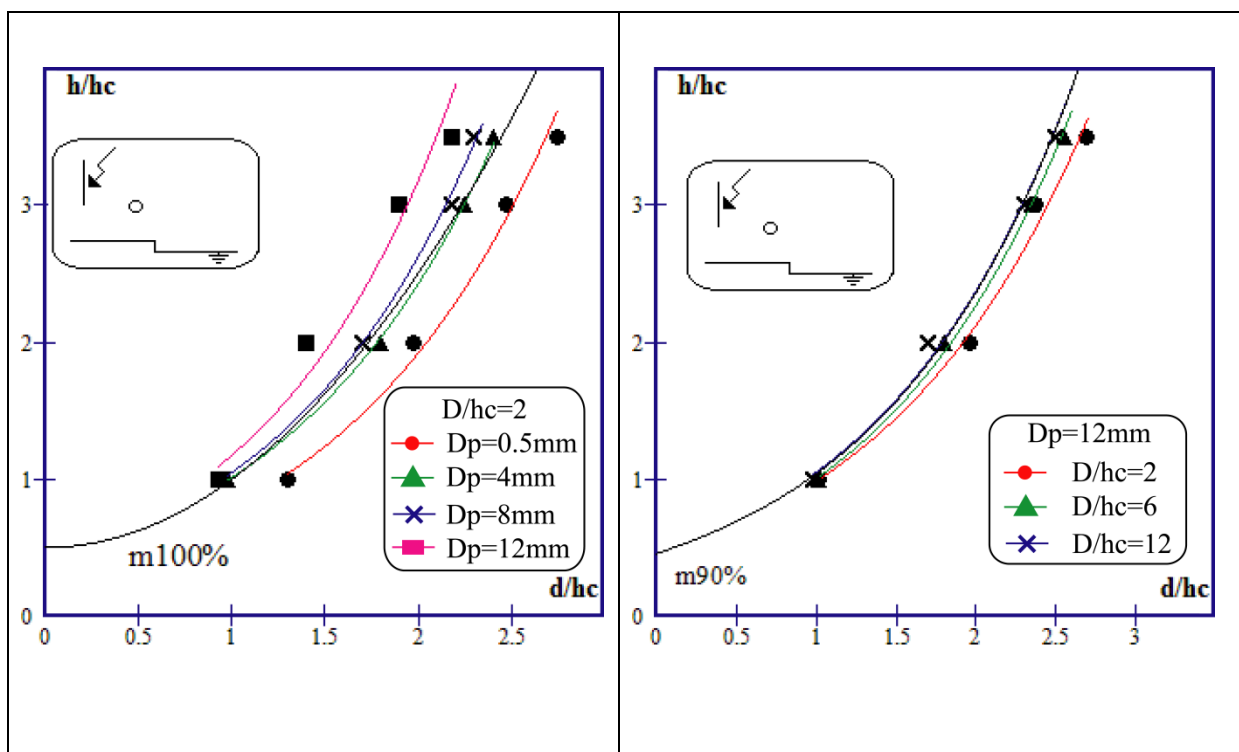 h/hc
3
2
1
0
D/hc=2
Dp=0.5mm
Dp=4mm
Dp=8mm
Dp=12mm
m100%
d/hc
0 0.5 1 1.5 2 2.5
h/hc
3
2
1
0
Dp=12mm
D/hc=2
D/hc=6
D/hc=12
m90%
d/hc
0 0.5 1 1.5 2 2.5 3